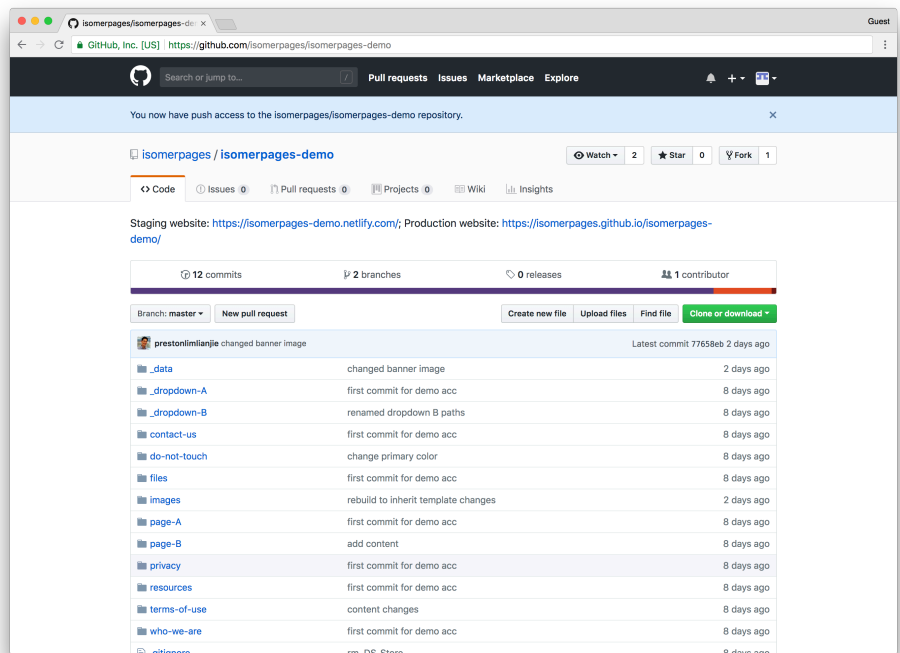 isomerpages/isomerpages-de
Guest
GitHub, Inc. [US] | https://github.com/isomerpages/isomerpages-demo
Search or jump to... / Pull requests Issues Marketplace Explore
You now have push access to the isomerpages/isomerpages-demo repository.
isomerpages / isomerpages-demo
Watch 2 Star 0 Fork 1
Code Issues 0 Pull requests 0 Projects 0 Wiki Insights
Staging website: https://isomerpages-demo.netlify.com/; Production website: https://isomerpages.github.io/isomerpages-
demo/
12 commits 2 branches 0 releases 1 contributor
Branch: master New pull request Create new file Upload files Find file Clone or download
prestonlimlianjie changed banner image Latest commit 77658eb 2 days ago
_data changed banner image 2 days ago
_dropdown-A first commit for demo acc 8 days ago
_dropdown-B renamed dropdown B paths 8 days ago
contact-us first commit for demo acc 8 days ago
do-not-touch change primary color 8 days ago
files first commit for demo acc 8 days ago
images rebuild to inherit template changes 2 days ago
page-A first commit for demo acc 8 days ago
page-B add content 8 days ago
privacy first commit for demo acc 8 days ago
resources first commit for demo acc 8 days ago
terms-of-use content changes 8 days ago
who-we-are first commit for demo acc 8 days ago
.gitignore rm .DS_Store 8 days ago